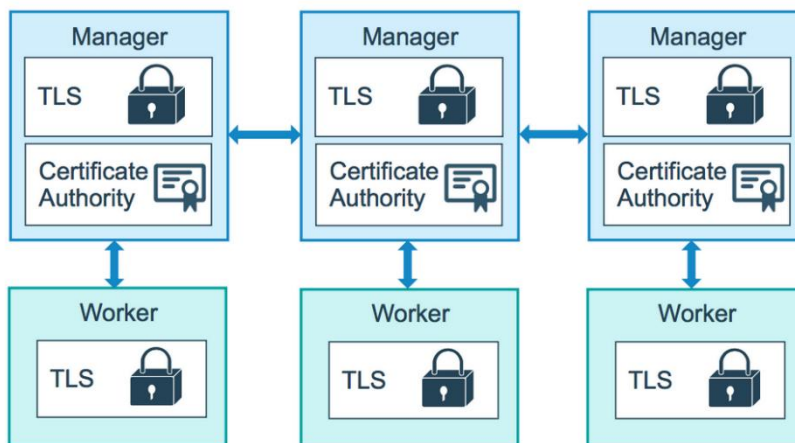 Manager
TLS
Certificate
Authority
Manager
TLS
Certificate
Authority
Manager
TLS
Certificate
Authority
Worker
TLS
Worker
TLS
Worker
TLS